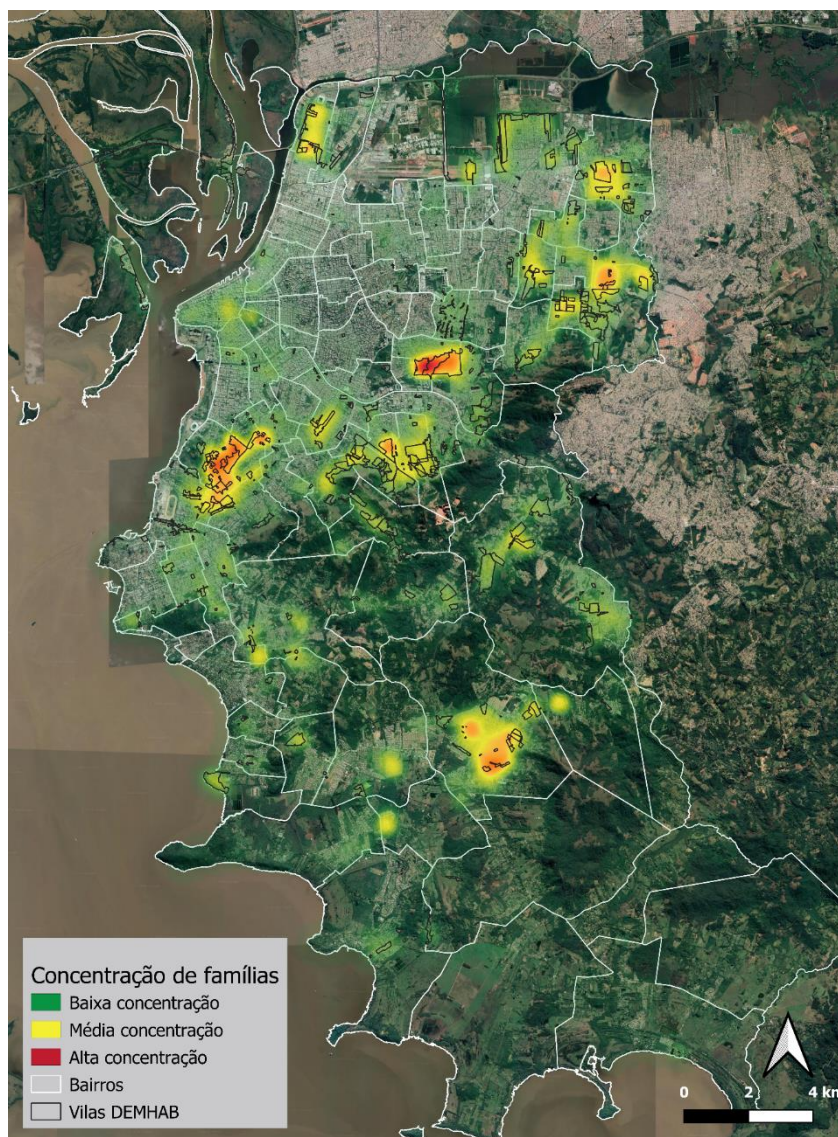 Concentração de famílias
Baixa concentração
Média concentração
Alta concentração
Bairros
Vilas DEMHAB
0 2 4 km